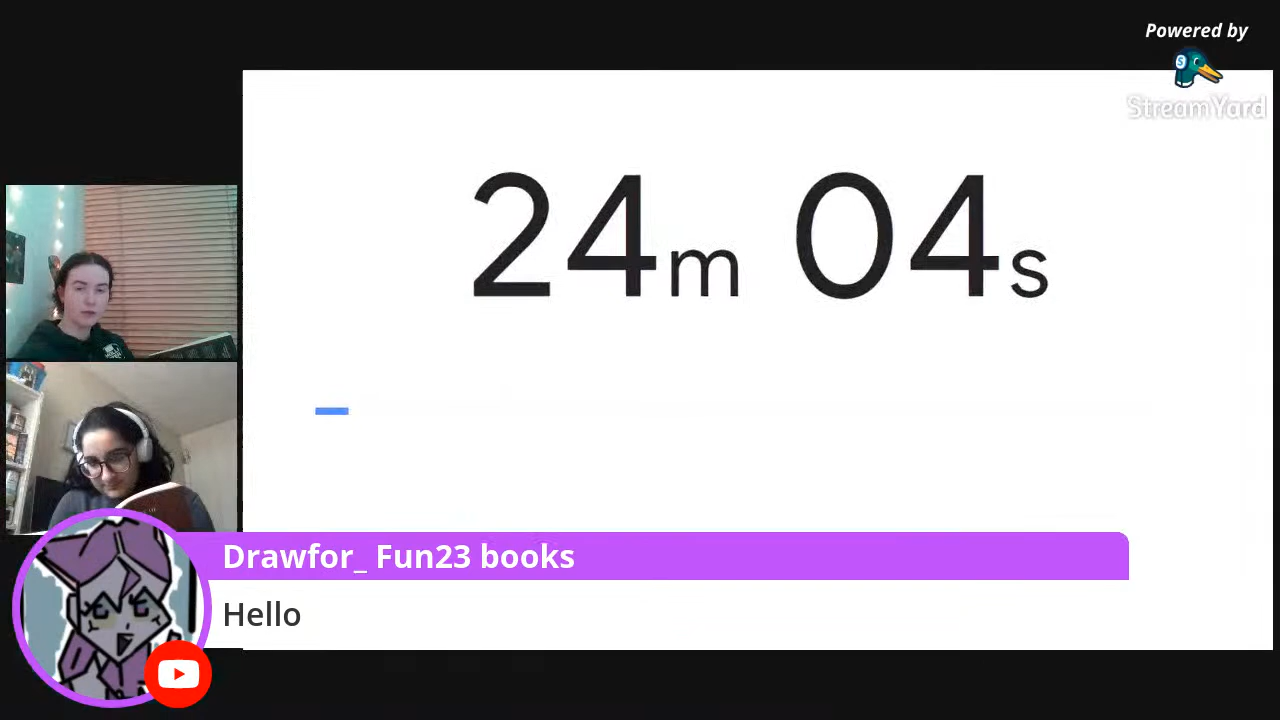 Powered by
StreamYard
24m 04s
Drawfor_ Fun23 books
Hello